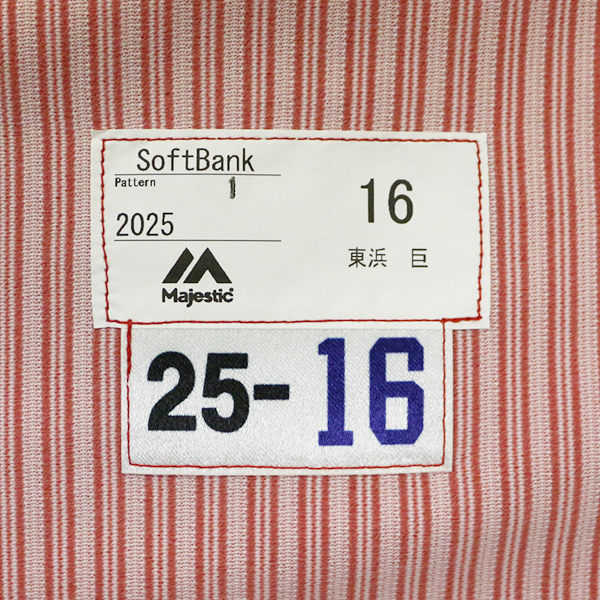 SoftBank
Pattern 1
2025
Majestic
16
東浜 巨
25-16